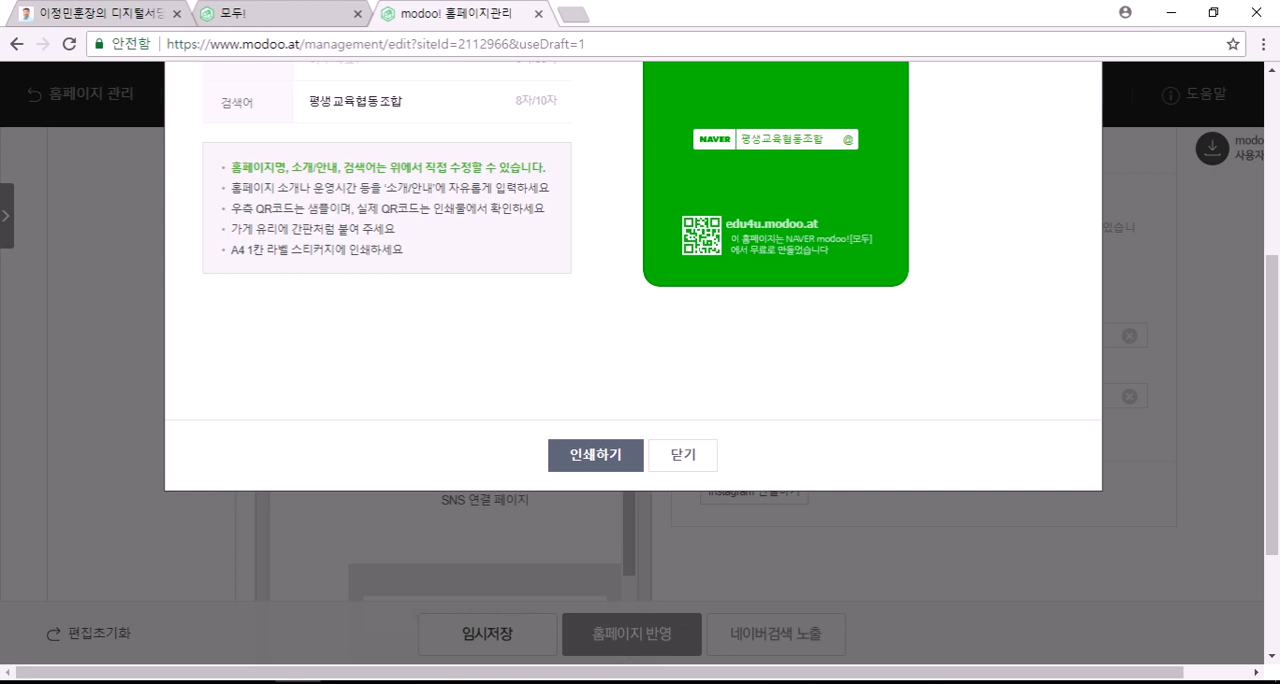 이정민훈장의 디지털서당
모두!
modoo! 홈페이지관리
안전함
https://www.modoo.at/management/edit?siteId=2112966&useDraft=1
홈페이지 관리
도움말
검색어
평생교육협동조합
8자/10자
· 홈페이지명, 소개/안내, 검색어는 위에서 직접 수정할 수 있습니다.
· 홈페이지 소개나 운영시간 등을 '소개/안내'에 자유롭게 입력하세요
· 우측 QR코드는 샘플이며, 실제 QR코드는 인쇄물에서 확인하세요
· 가게 유리에 간판처럼 붙여 주세요
· A4 1칸 라벨 스티커지에 인쇄하세요
NAVER 평생교육협동조합 @
edu4u.modoo.at
이 홈페이지는 NAVER modoo![모두]
에서 무료로 만들었습니다
modo
사용자
있습니
인쇄하기
닫기
SNS 연결 페이지
편집초기화
임시저장
홈페이지 반영
네이버검색 노출